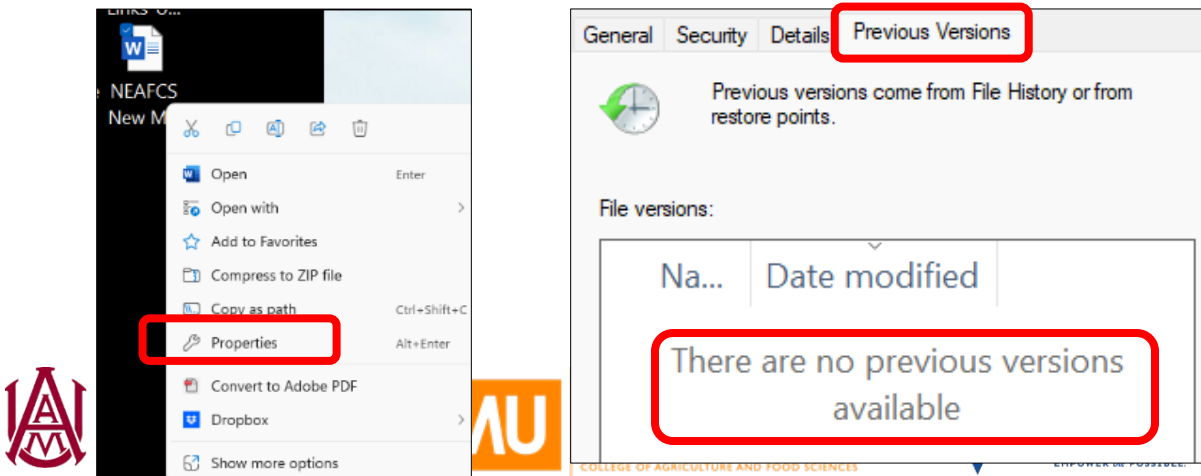 NEAFCS
New M
Open Enter
Open with
Add to Favorites
Compress to ZIP file
Copy as path Ctrl+Shift+C
Properties Alt+Enter
Convert to Adobe PDF
Dropbox
Show more options
General Security Details Previous Versions
Previous versions come from File History or from
restore points.
File versions:
Na... Date modified
There are no previous versions
available
AAM
MU
COLLEGE OF AGRICULTURE AND FOOD SCIENCES